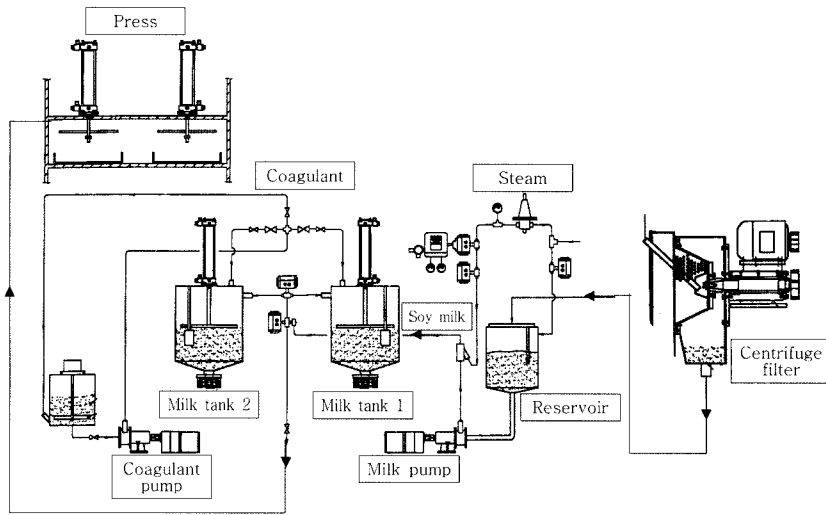 Press
Coagulant
Steam
Soy milk
Centrifuge
filter
Milk tank 2
Milk tank 1
Reservoir
Coagulant
pump
Milk pump